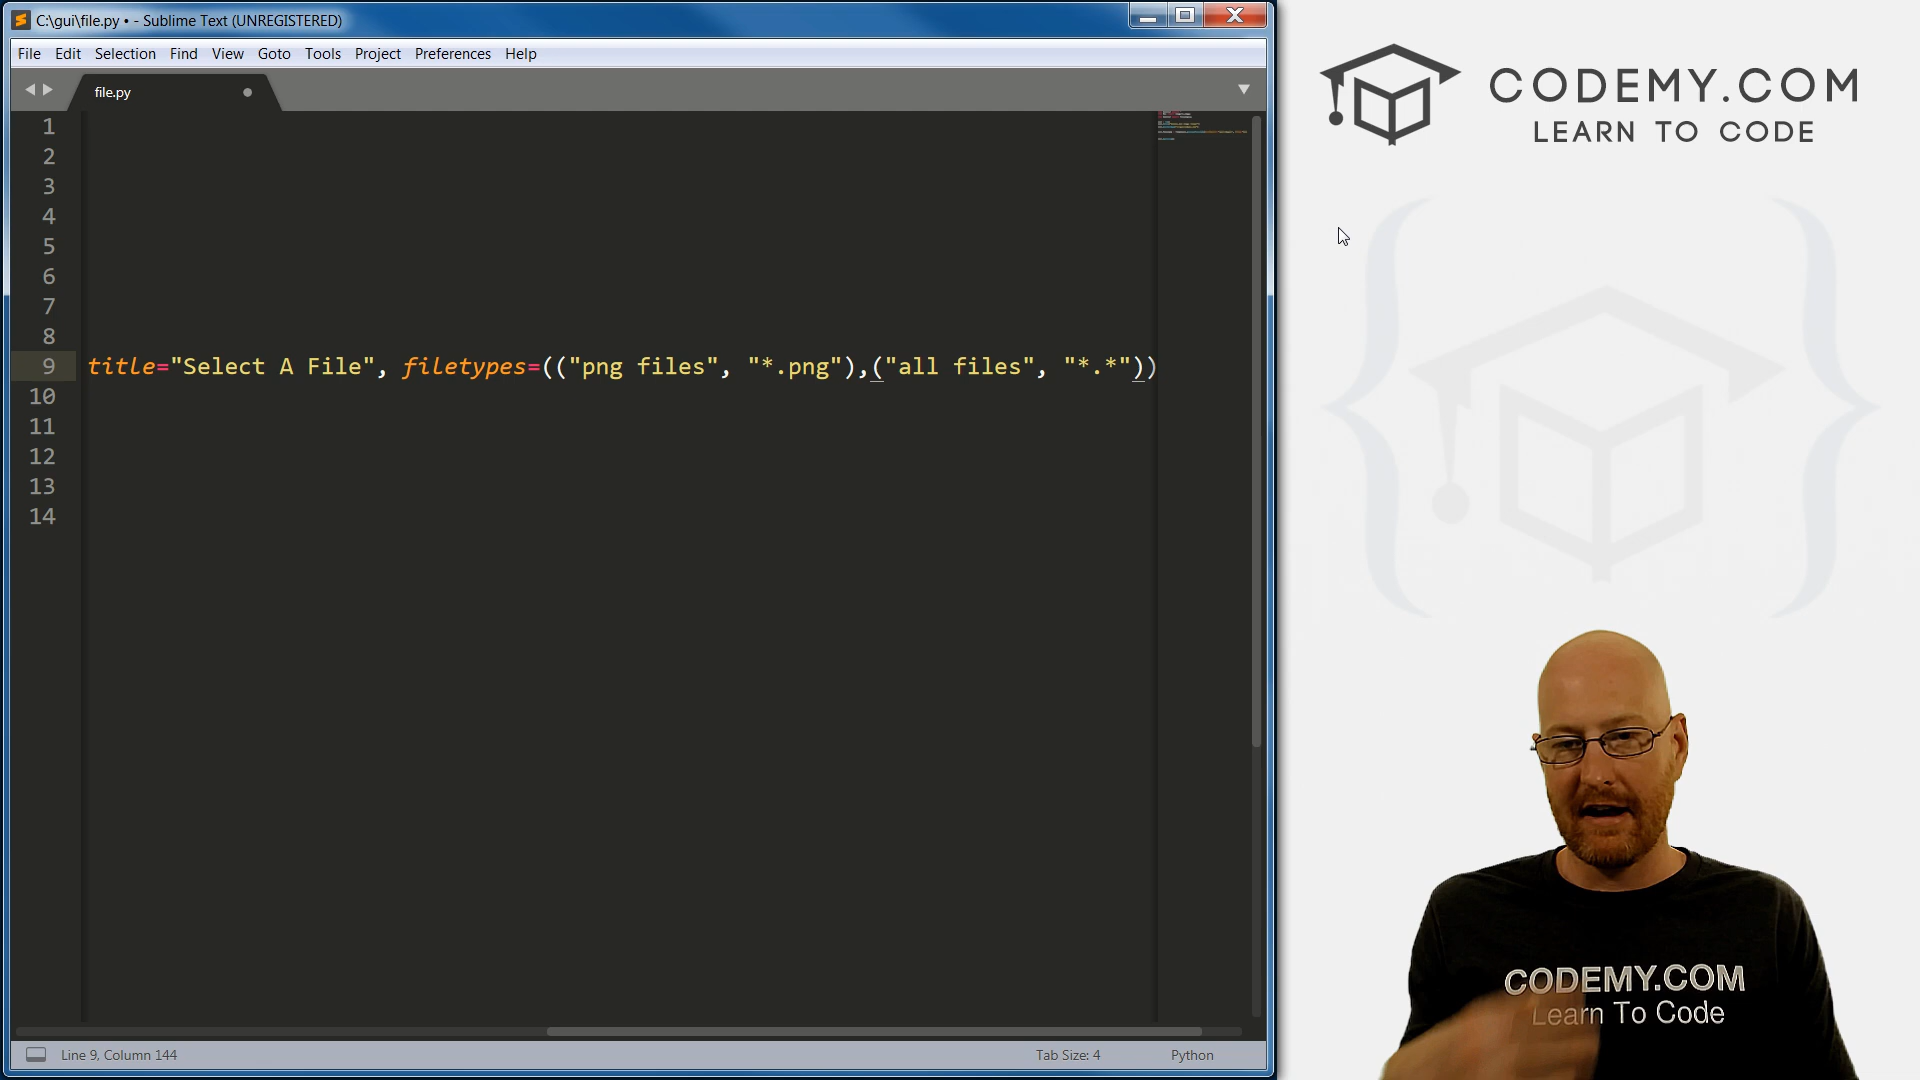 C:\gui\file.py • - Sublime Text (UNREGISTERED)
File Edit Selection Find View Goto Tools Project Preferences Help
file.py
1
2
3
4
5
6
7
8
9 title="Select A File", filetypes=(("png files", "*.png"),("all files", "*.*"))
10
11
12
13
14
Line 9, Column 144
Tab Size: 4
Python
CODEMY.COM
LEARN TO CODE
CODEMY.COM
Learn To Code